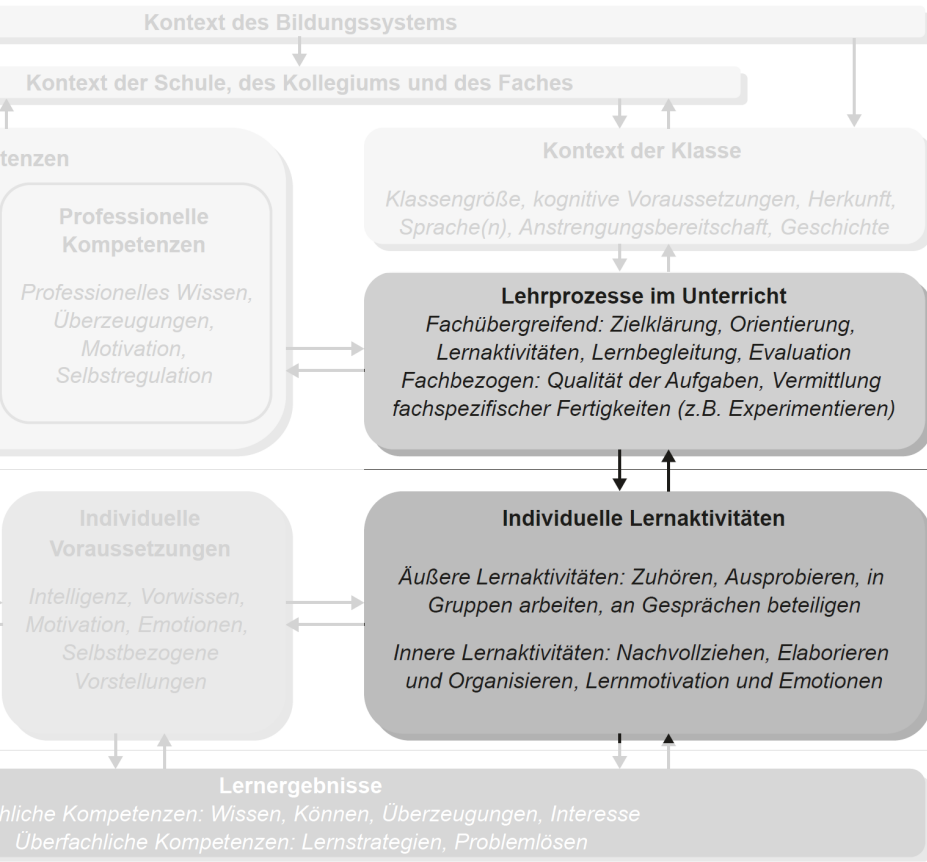 Kontext des Bildungssystems
Kontext der Schule, des Kollegiums und des Faches
tenzen
Professionelle
Kompetenzen
Professionelles Wissen,
Überzeugungen,
Motivation,
Selbstregulation
Kontext der Klasse
Klassengröße, kognitive Voraussetzungen, Herkunft,
Sprache(n), Anstrengungsbereitschaft, Geschichte
Lehrprozesse im Unterricht
Fachübergreifend: Zielklärung, Orientierung,
Lernaktivitäten, Lernbegleitung, Evaluation
Fachbezogen: Qualität der Aufgaben, Vermittlung
fachspezifischer Fertigkeiten (z.B. Experimentieren)
Individuelle
Voraussetzungen
Intelligenz, Vorwissen,
Motivation, Emotionen,
Selbstbezogene
Vorstellungen
Individuelle Lernaktivitäten
Äußere Lernaktivitäten: Zuhören, Ausprobieren, in
Gruppen arbeiten, an Gesprächen beteiligen
Innere Lernaktivitäten: Nachvollziehen, Elaborieren
und Organisieren, Lernmotivation und Emotionen
Lernergebnisse
hliche Kompetenzen: Wissen, Können, Überzeugungen, Interesse
Überfachliche Kompetenzen: Lernstrategien, Problemlösen